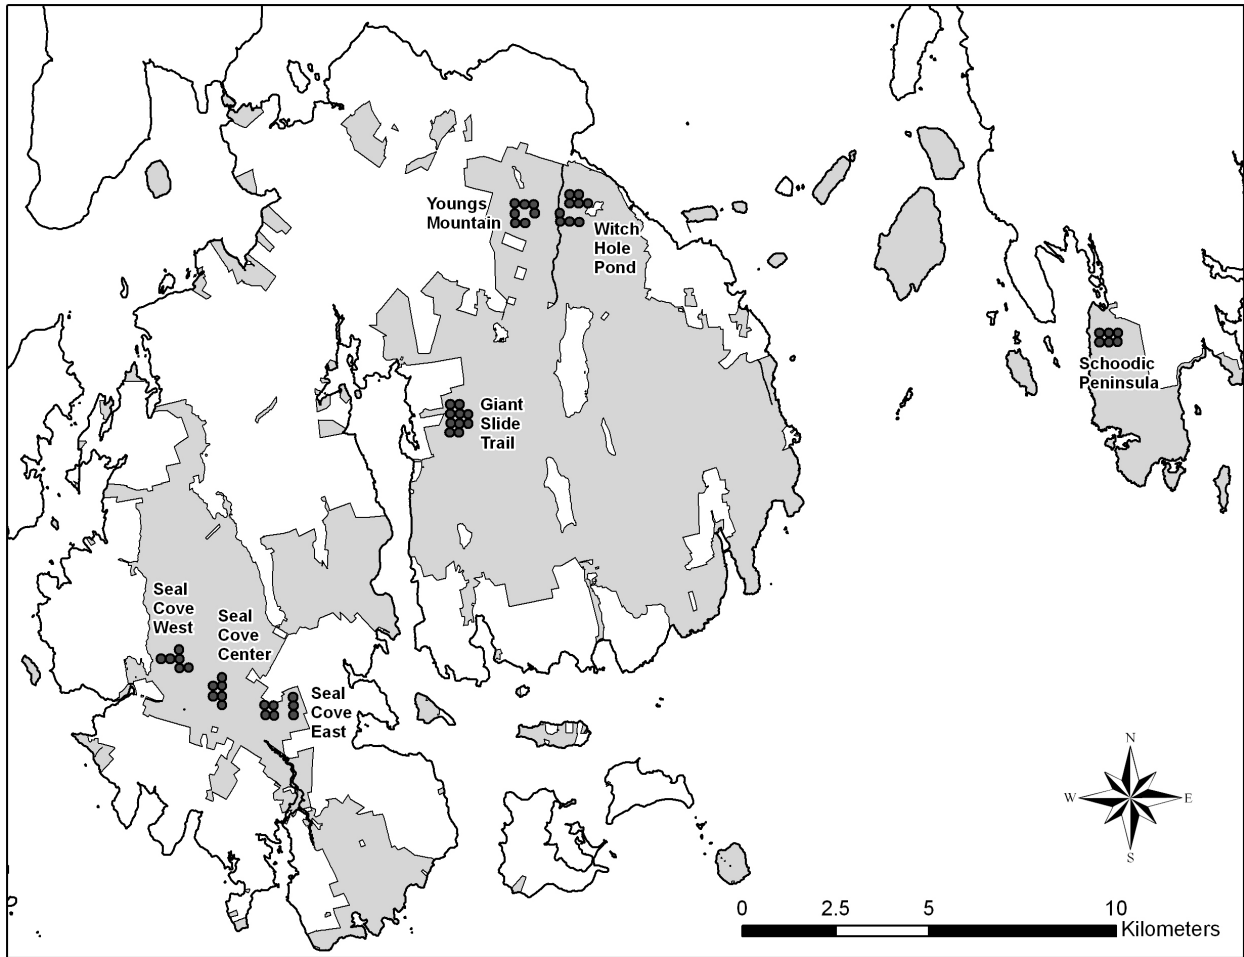 Youngs
Mountain
Witch
Hole
Pond
Schoodic
Peninsula
Giant
Slide
Trail
Seal
Cove
West
Seal
Cove
Center
Seal
Cove
East
N
W E
S
0 2.5 5 10
Kilometers